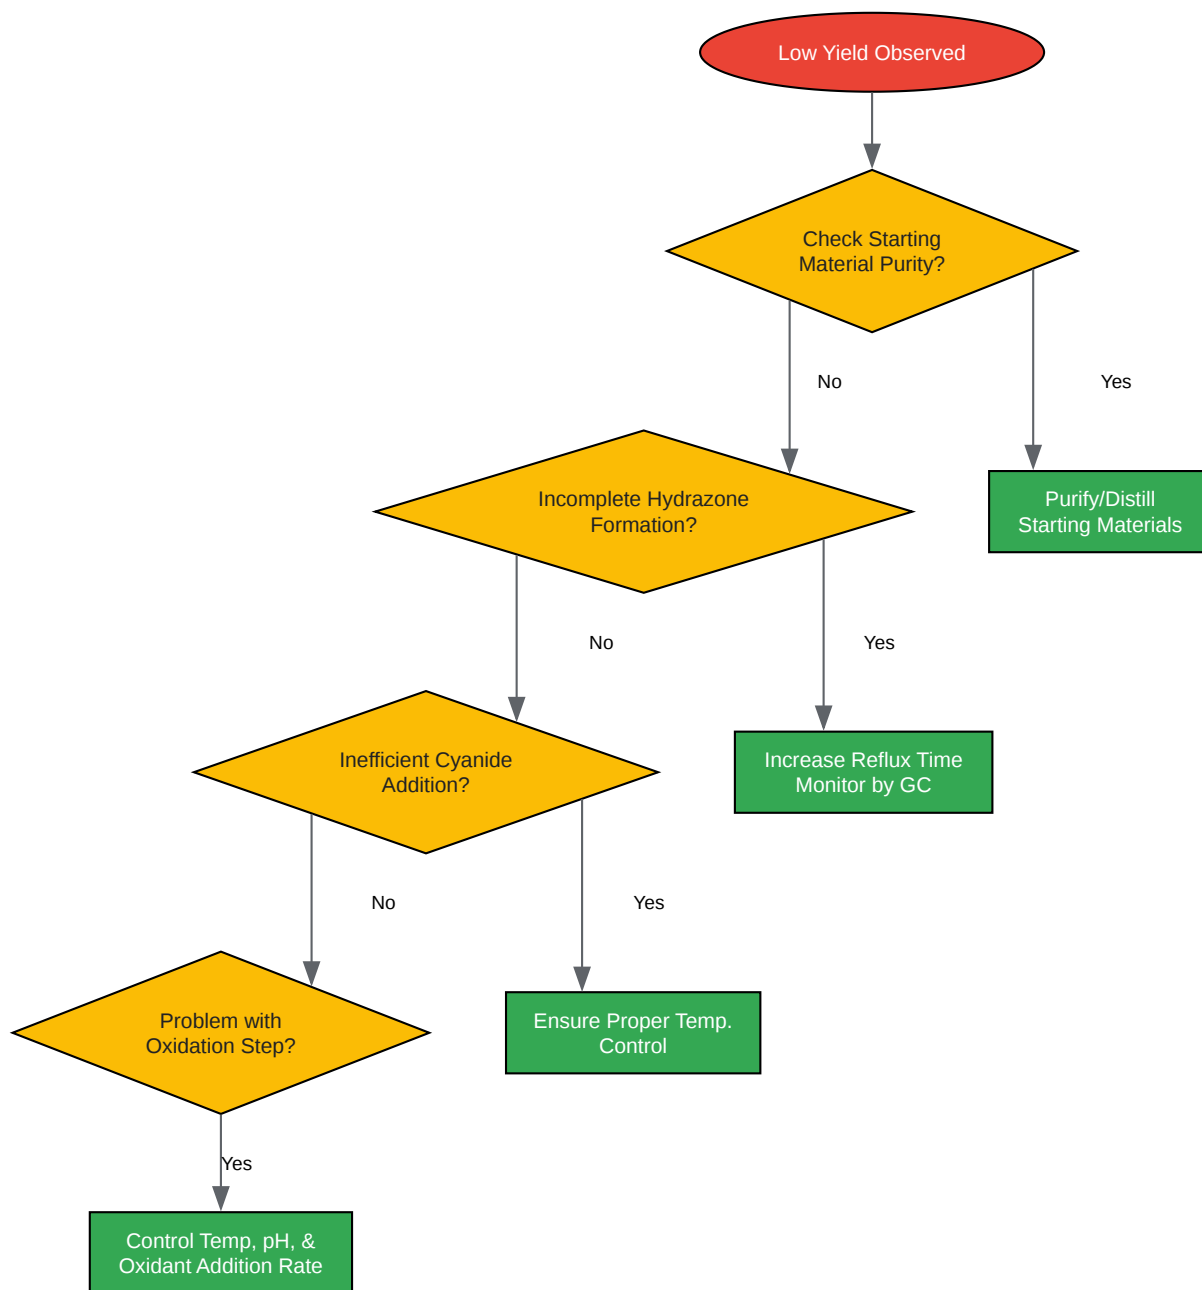 Low Yield Observed
Check Starting
Material Purity?
No
Yes
Incomplete Hydrazone
Formation?
Purify/Distill
Starting Materials
No
Yes
Inefficient Cyanide
Addition?
Increase Reflux Time
Monitor by GC
No
Yes
Problem with
Oxidation Step?
Ensure Proper Temp.
Control
Yes
Control Temp, pH, &
Oxidant Addition Rate